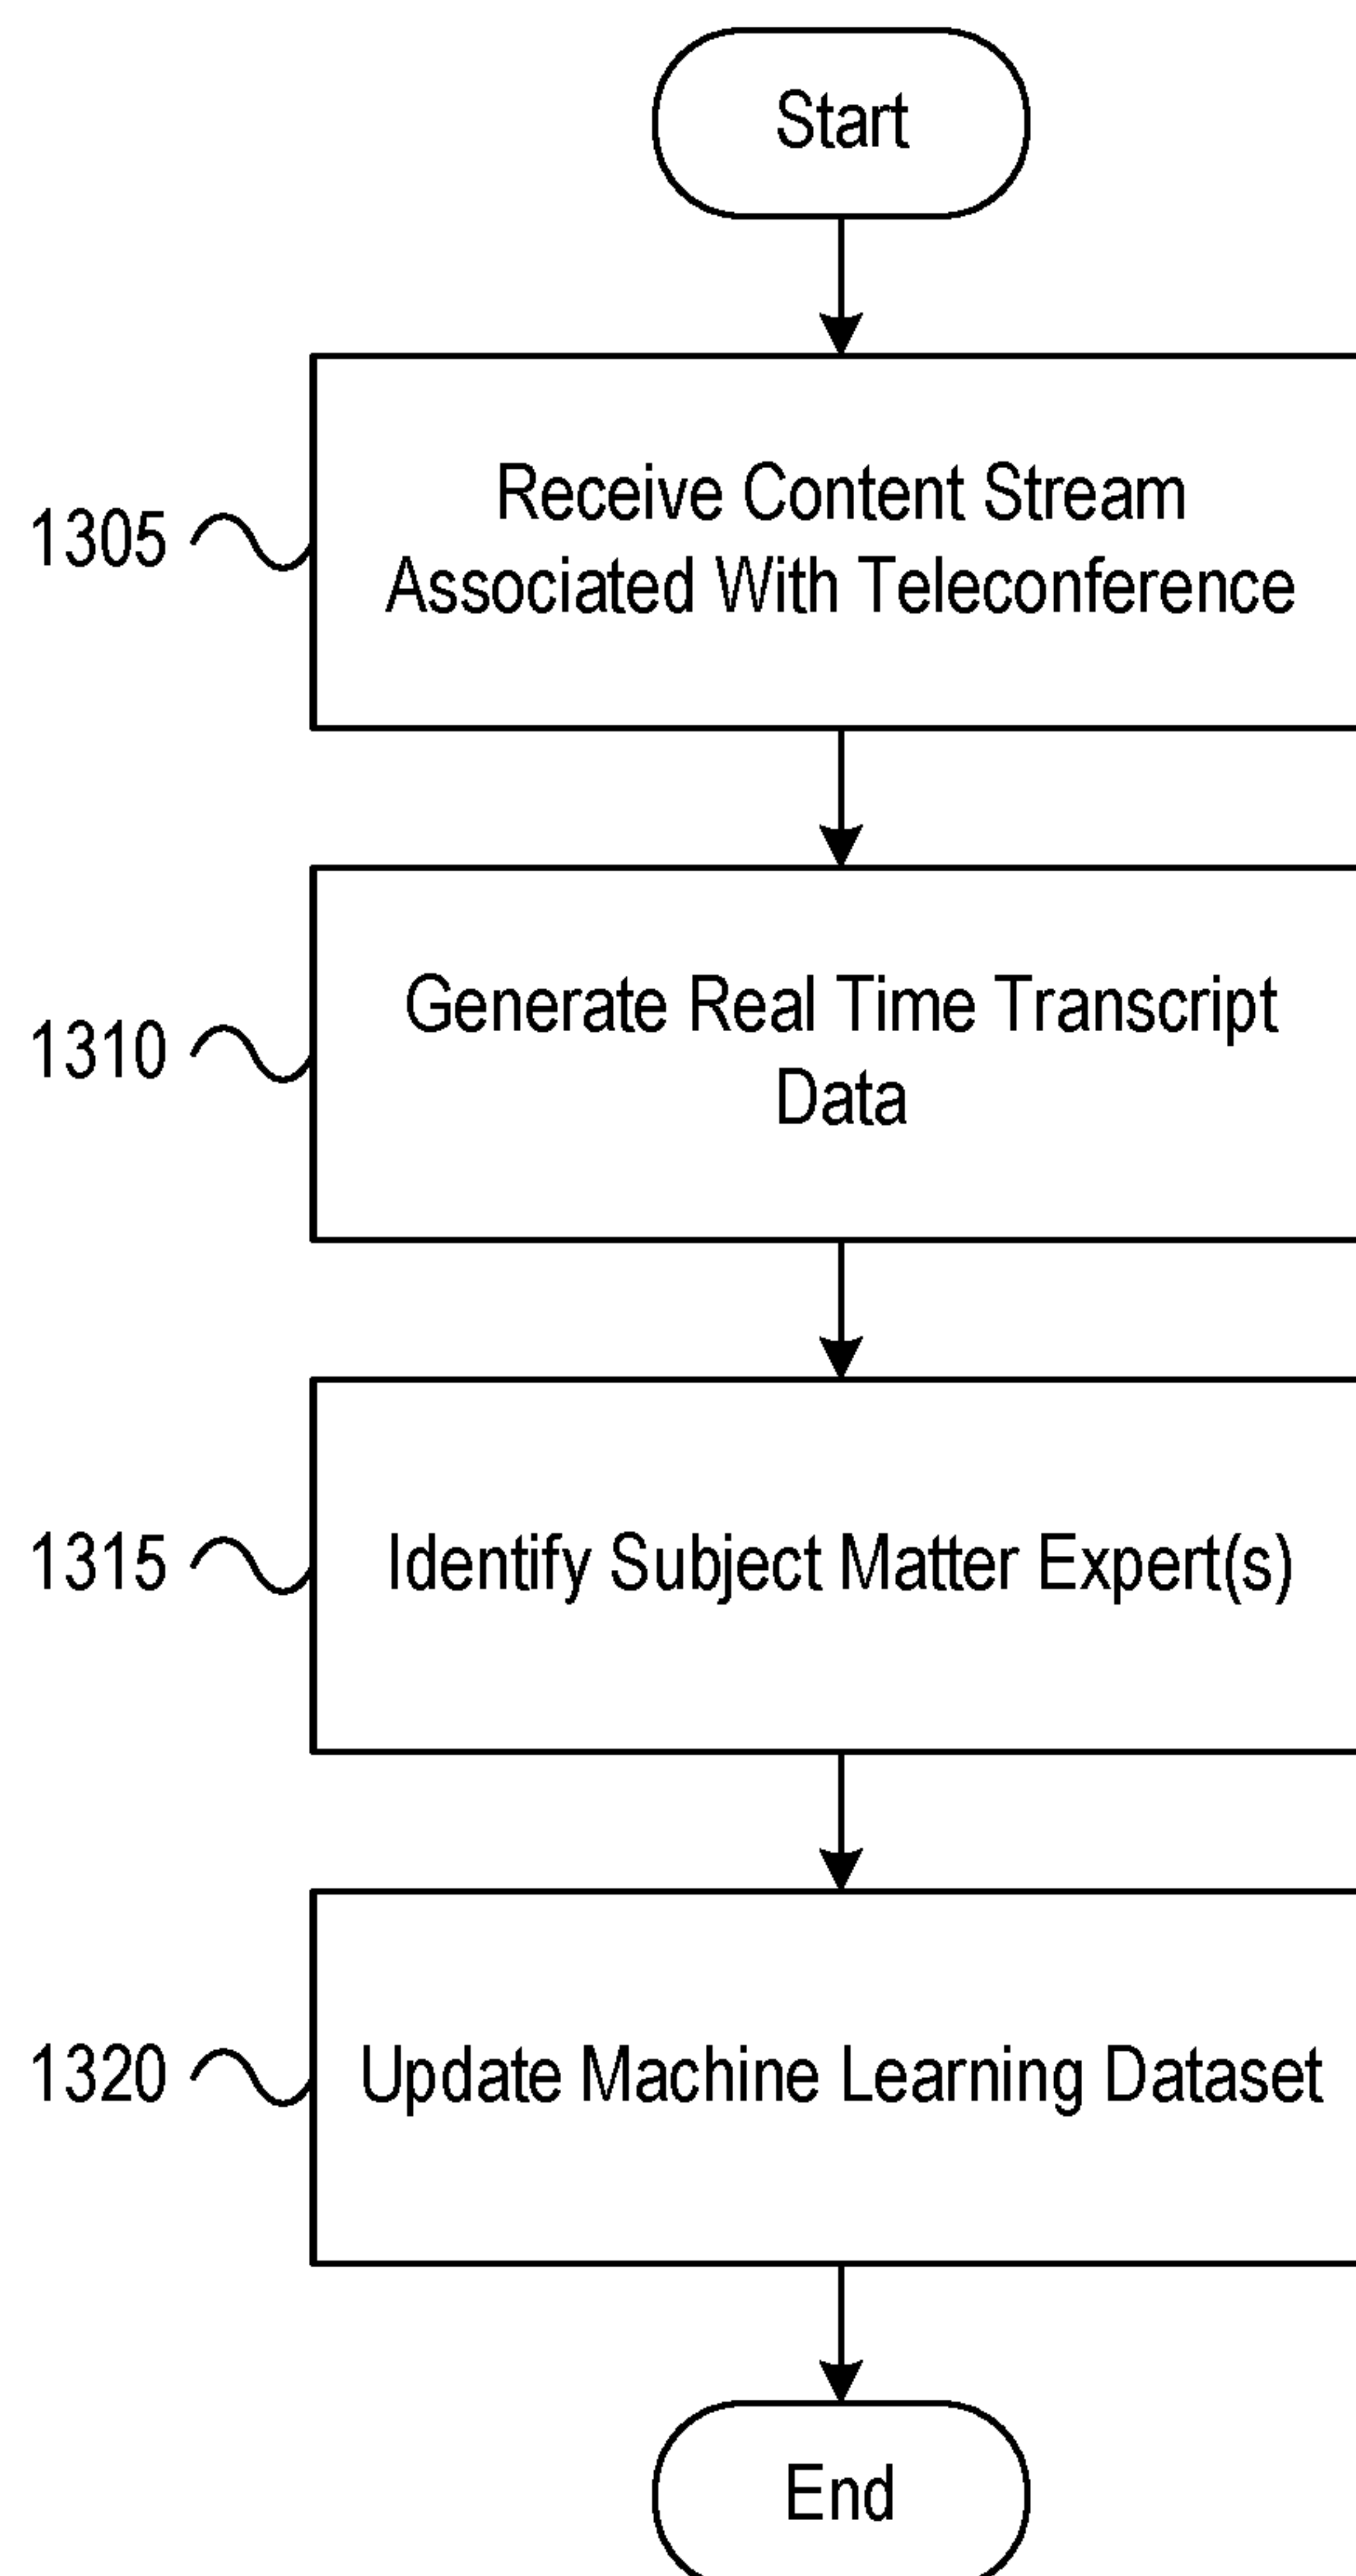 Start
1305
Receive Content Stream
Associated With Teleconference
1310
Generate Real Time Transcript
Data
1315
Identify Subject Matter Expert(s)
1320
Update Machine Learning Dataset
End